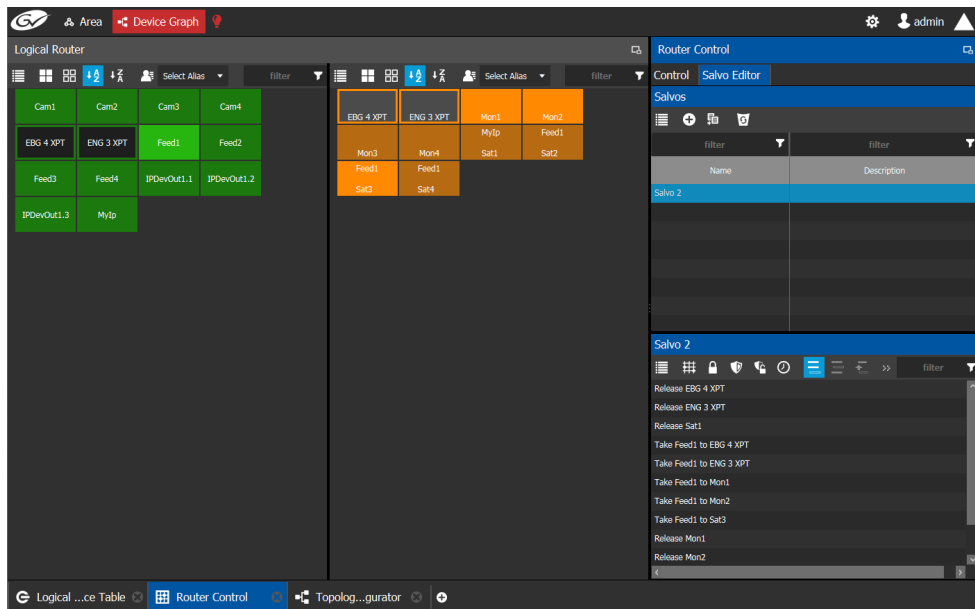 GV Area Device Graph admin
Logical Router
Router Control
Select Alias filter
Select Alias filter
Control Salvo Editor
Cam1 Cam2 Cam3 Cam4
EBG 4 XPT ENG 3 XPT Feed1 Feed2
Feed3 Feed4 IPDevOut1.1 IPDevOut1.2
IPDevOut1.3 MyIp
EBG 4 XPT ENG 3 XPT Mon1 Mon2
MyIp Feed1
Mon3 Mon4 Sat1 Sat2
Feed1 Feed1
Sat3 Sat4
Salvos
filter filter
Name Description
Salvo 2
Salvo 2
filter
Release EBG 4 XPT
Release ENG 3 XPT
Release Sat1
Take Feed1 to EBG 4 XPT
Take Feed1 to ENG 3 XPT
Take Feed1 to Mon1
Take Feed1 to Mon2
Take Feed1 to Sat3
Release Mon1
Release Mon2
Logical ...ce Table Router Control Topolog...gurator